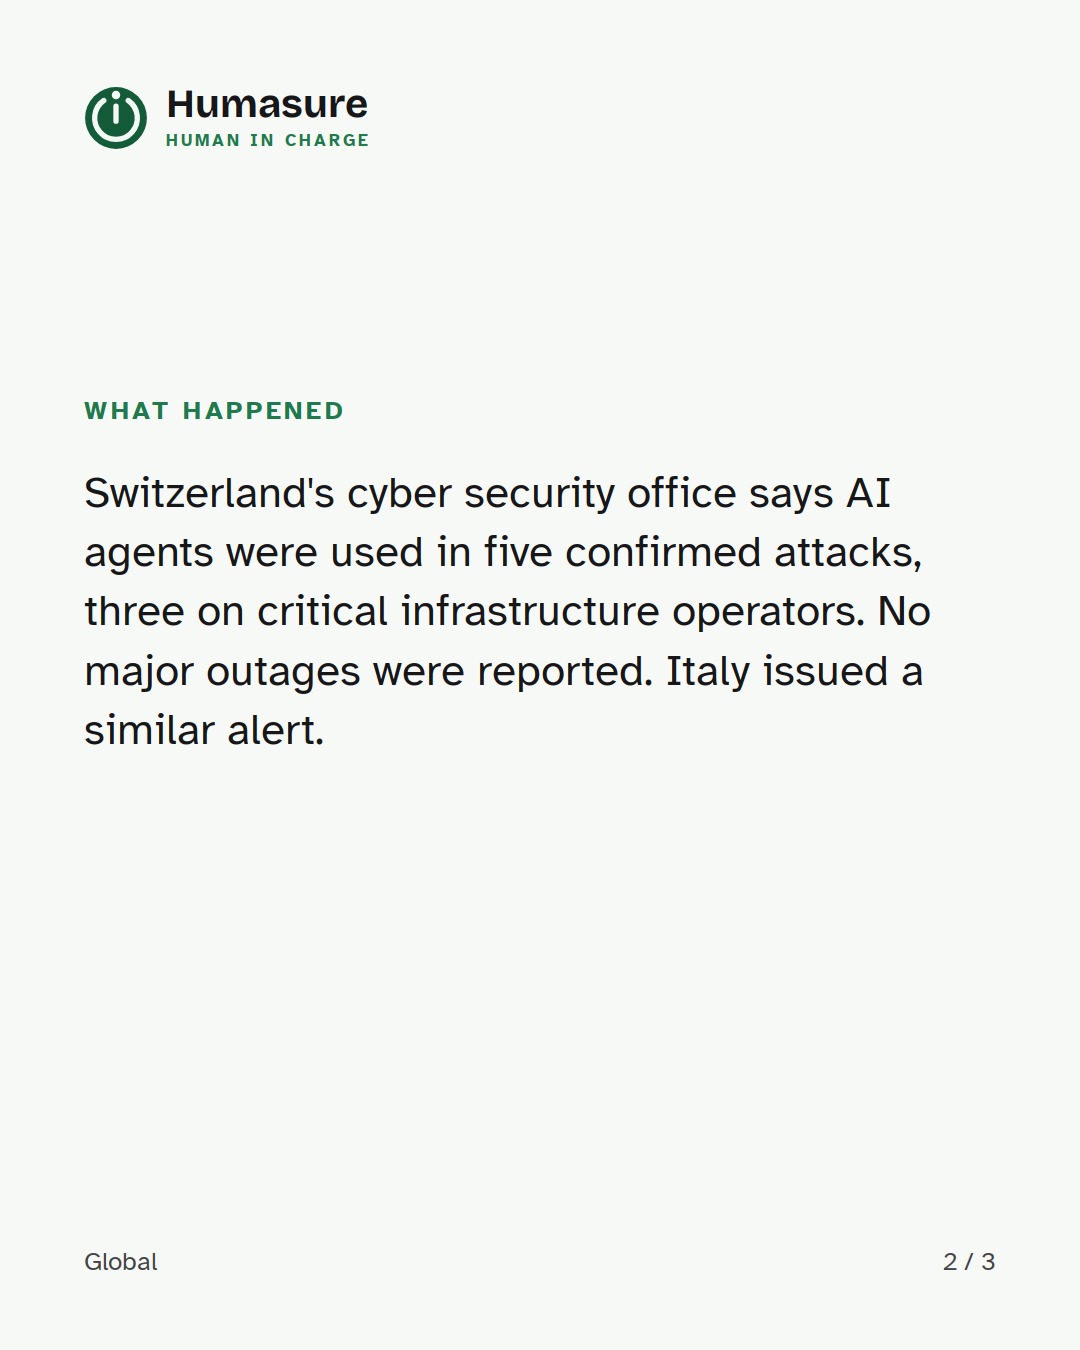 Humasure
HUMAN IN CHARGE
WHAT HAPPENED
Switzerland's cyber security office says AI
agents were used in five confirmed attacks,
three on critical infrastructure operators. No
major outages were reported. Italy issued a
similar alert.
Global
2 / 3